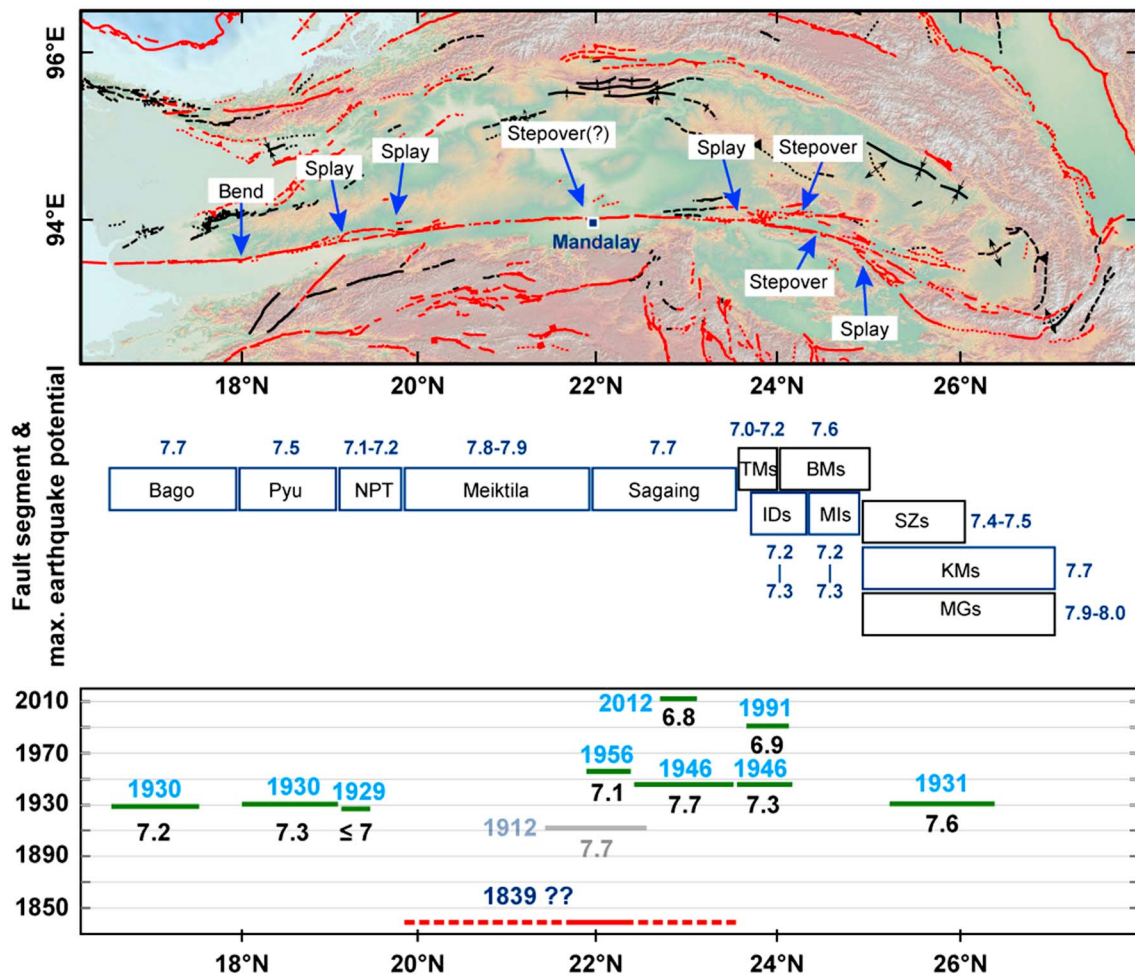 96°E
94°E
Stepover(?)
Splay
Splay
Splay
Stepover
Bend
Mandalay
Stepover
Splay
18°N
20°N
22°N
24°N
26°N
Fault segment &
max. earthquake potential
7.7
7.5
7.1-7.2
7.8-7.9
7.7
7.0-7.2
7.6
Bago
Pyu
NPT
Meiktila
Sagaing
TMs
BMs
IDs
MIs
SZs
7.4-7.5
7.2
|
7.3
7.2
|
7.3
KMs
7.7
MGs
7.9-8.0
2010
1970
1930
1890
1850
2012
6.8
1991
6.9
1956
7.1
1946
7.7
1946
7.3
1930
7.2
1930
7.3
1929
≤ 7
1931
7.6
1912
7.7
1839 ??
18°N
20°N
22°N
24°N
26°N